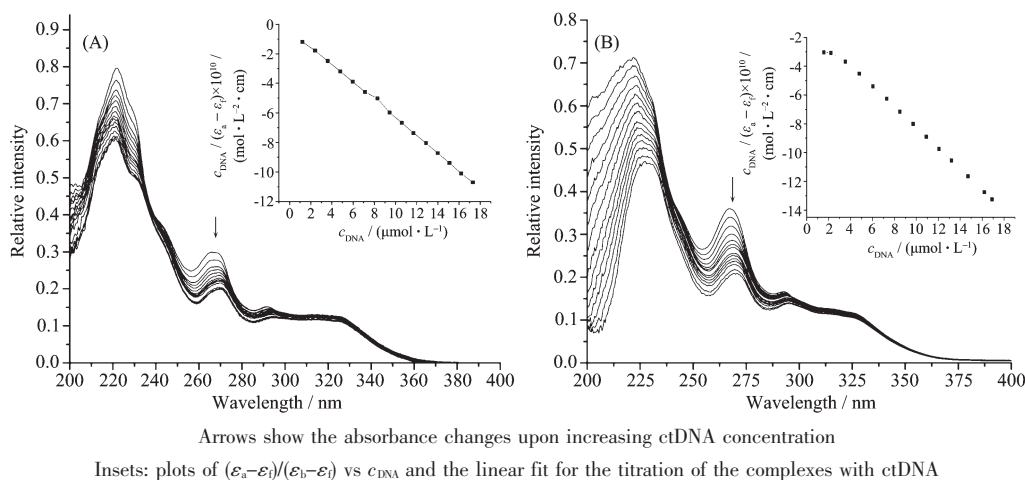 (A)
0.9
0.8
0.7
0.6
0.5
0.4
0.3
0.2
0.1
0.0
Relative intensity
200 220 240 260 280 300 320 340 360 380 400
Wavelength / nm
0
-2
-4
-6
-8
-10
-12
c_DNA / (ε_a − ε_f)×10^10 /
(mol·L^-2·cm)
0 2 4 6 8 10 12 14 16 18
c_DNA / (μmol·L^-1)
(B)
0.8
0.7
0.6
0.5
0.4
0.3
0.2
0.1
0.0
Relative intensity
200 225 250 275 300 325 350 375 400
Wavelength / nm
-2
-4
-6
-8
-10
-12
-14
c_DNA / (ε_a − ε_f)×10^10 /
(mol·L^-2·cm)
0 2 4 6 8 10 12 14 16 18
c_DNA / (μmol·L^-1)
Arrows show the absorbance changes upon increasing ctDNA concentration
Insets: plots of (ε_a−ε_f)/(ε_b−ε_f) vs c_DNA and the linear fit for the titration of the complexes with ctDNA